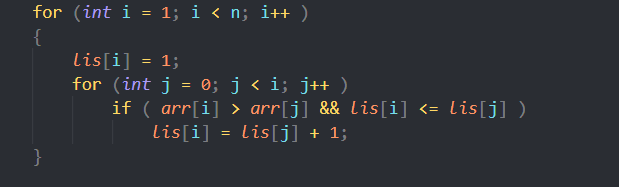 for (int i = 1; i < n; i++ )
{
lis[i] = 1;
for (int j = 0; j < i; j++ )
if ( arr[i] > arr[j] && lis[i] <= lis[j] )
lis[i] = lis[j] + 1;
}